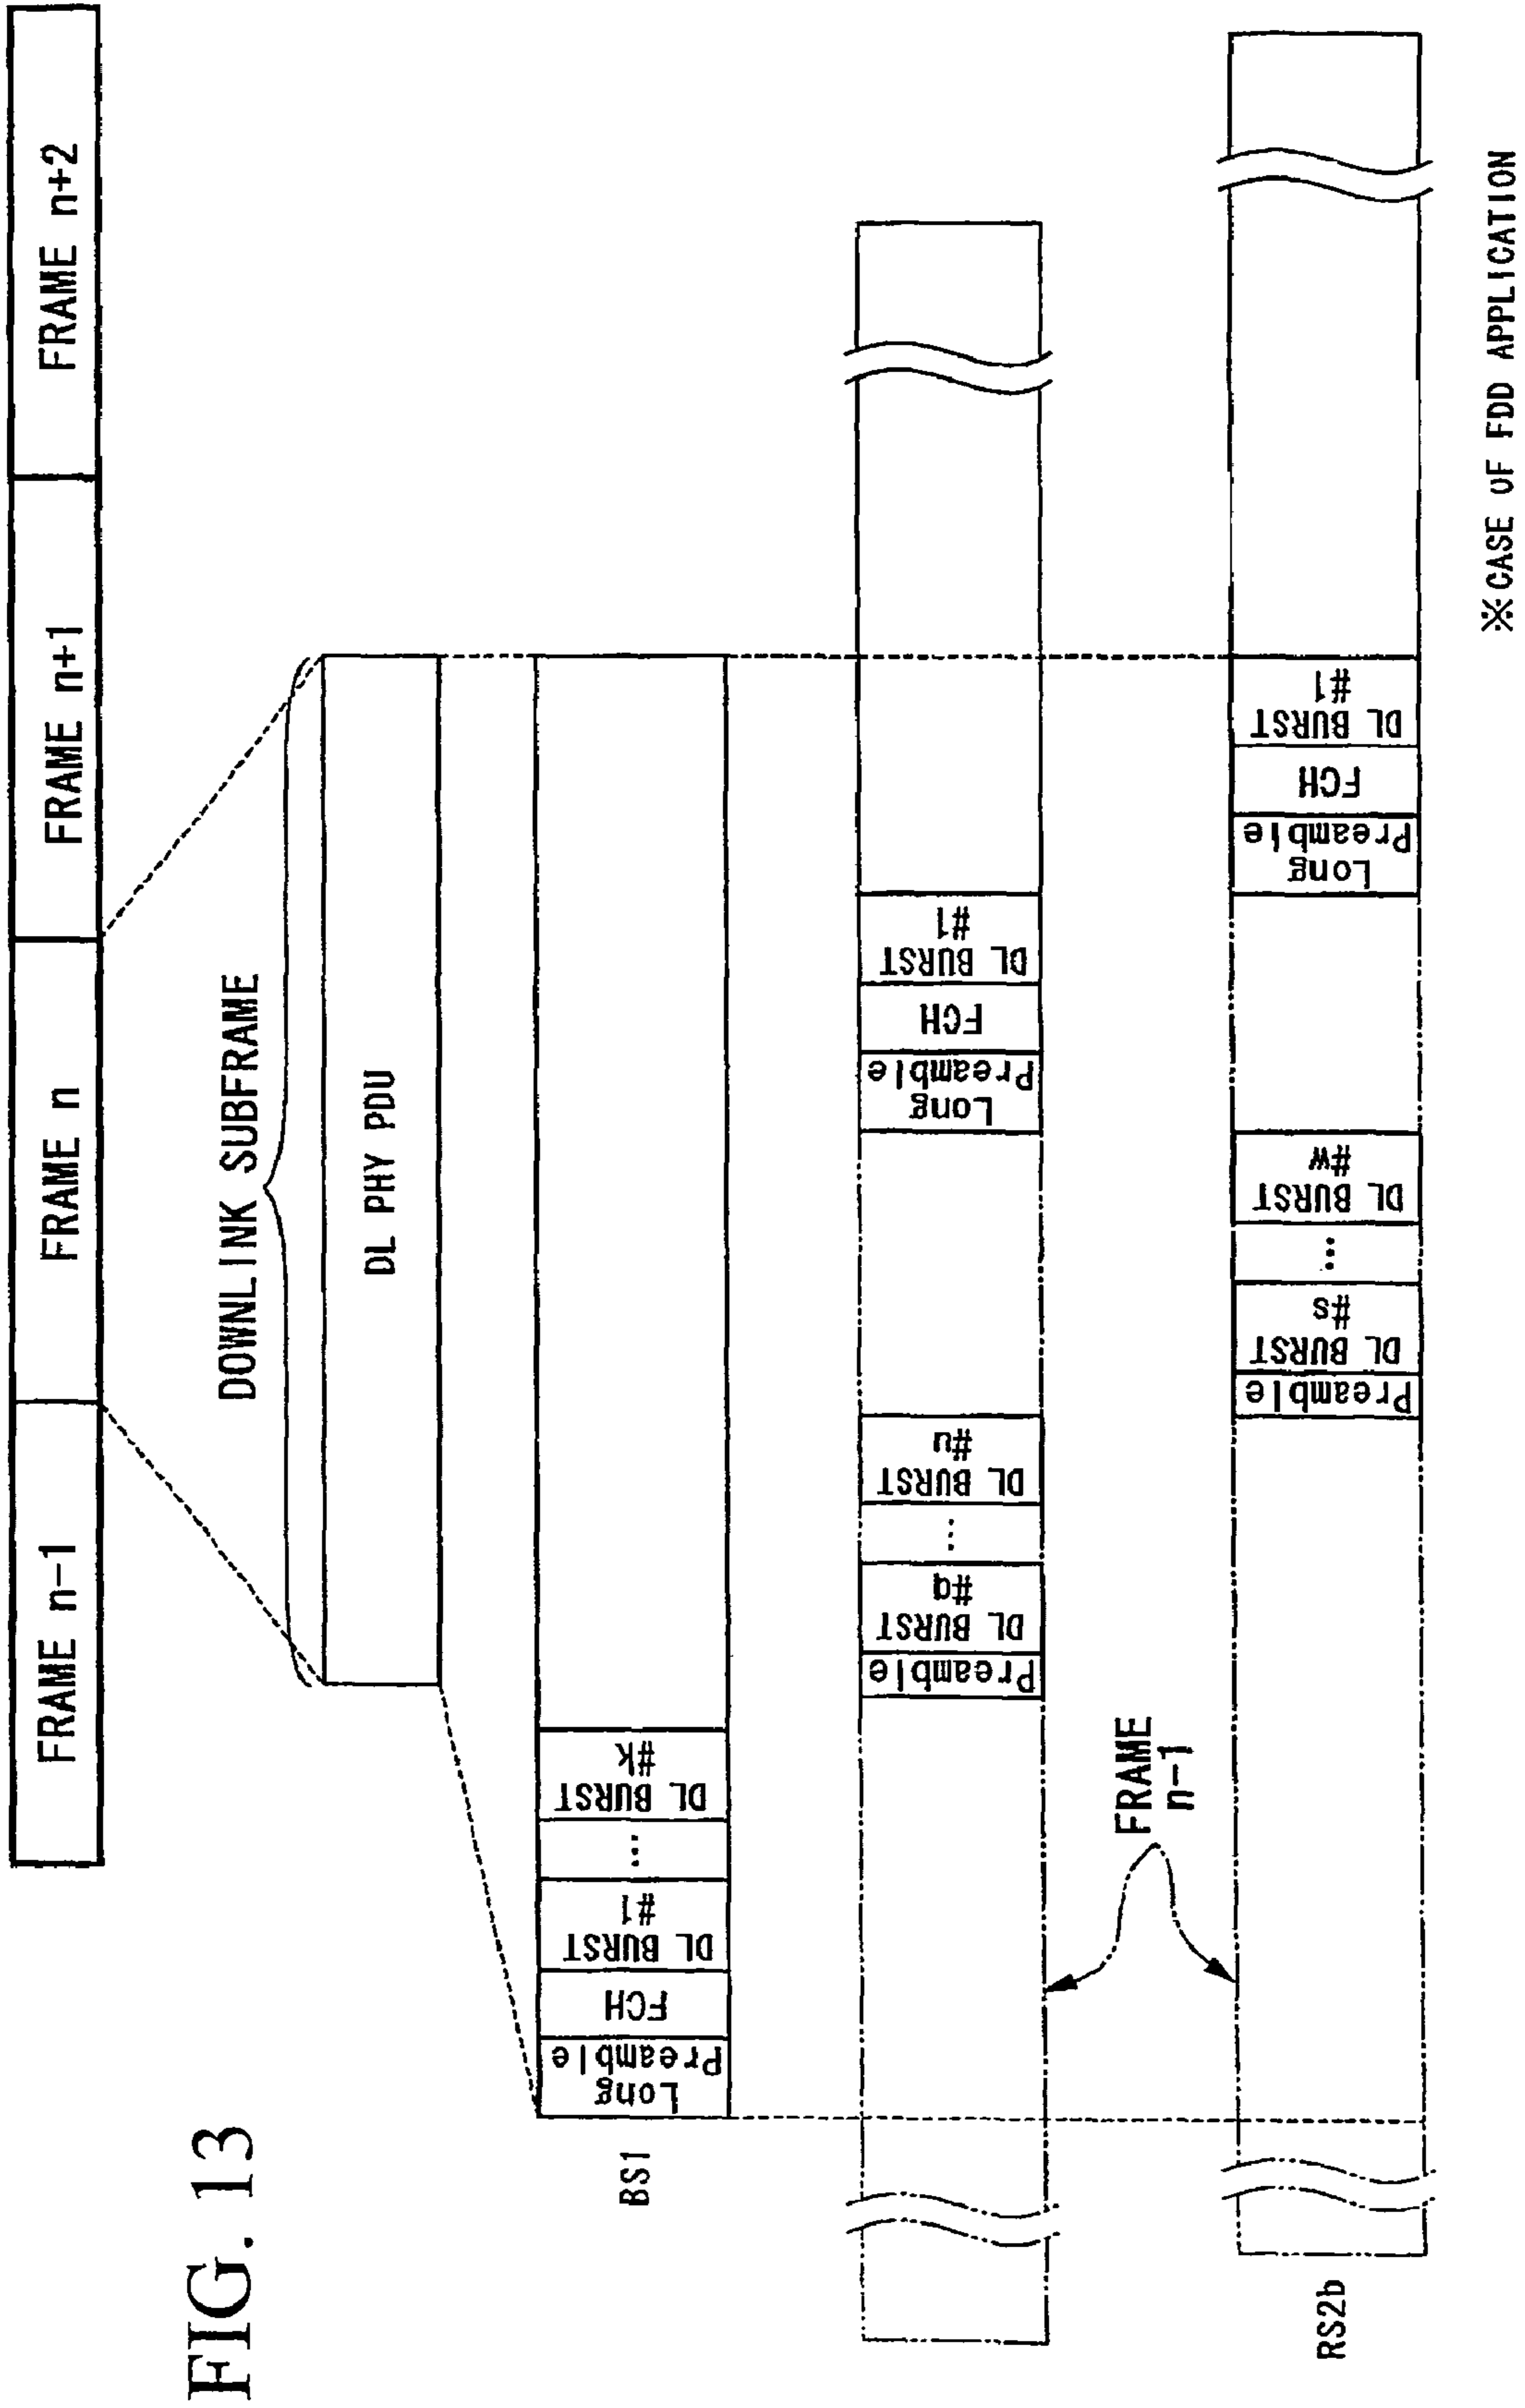 FIG. 13
FRAME n-1
FRAME n
FRAME n+1
FRAME n+2
DOWNLINK SUBFRAME
DL PHY PDU
BS1
Long
Preamble
FCH
DL BURST
#1
...
DL BURST
#k
Preamble
DL BURST
#q
...
DL BURST
#u
Long
Preamble
FCH
DL BURST
#1
FRAME
n-1
RS2b
Preamble
DL BURST
#s
...
DL BURST
#w
Long
Preamble
FCH
DL BURST
#1
※CASE OF FDD APPLICATION